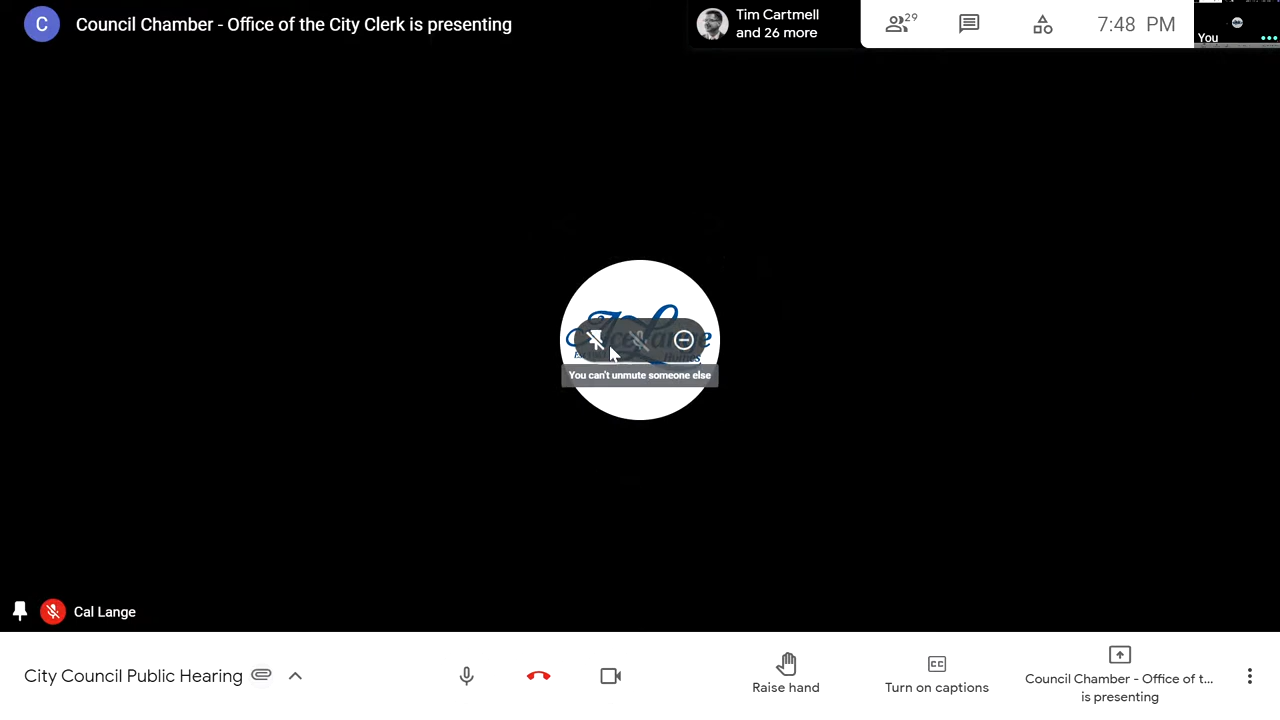 C
Council Chamber - Office of the City Clerk is presenting
Tim Cartmell
and 26 more
29
7:48 PM
You
You can't unmute someone else
Cal Lange
City Council Public Hearing
Raise hand
CC
Turn on captions
Council Chamber - Office of t...
is presenting